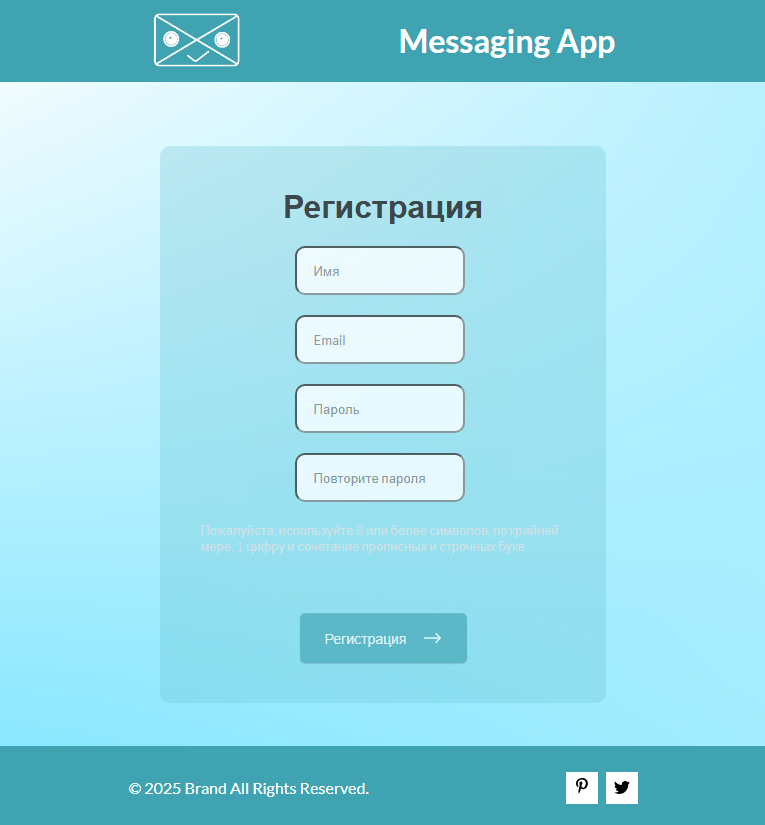 Messaging App
Регистрация
Имя
Email
Пароль
Повторите пароля
Пожалуйста, используйте 8 или более символов, по крайней
мере, 1 цифру и сочетание прописных и строчных букв
Регистрация
© 2025 Brand All Rights Reserved.